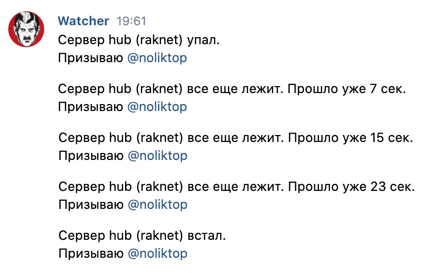 Watcher 19:61
Сервер hub (raknet) упал.
Призываю @noliktop
Сервер hub (raknet) все еще лежит. Прошло уже 7 сек.
Призываю @noliktop
Сервер hub (raknet) все еще лежит. Прошло уже 15 сек.
Призываю @noliktop
Сервер hub (raknet) все еще лежит. Прошло уже 23 сек.
Призываю @noliktop
Сервер hub (raknet) встал.
Призываю @noliktop